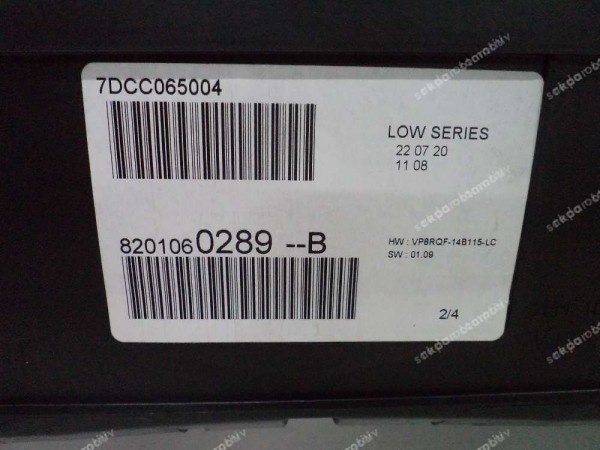 7DCC065004
LOW SERIES
22 07 20
11 08
8201060289 --B
HW : VP8RQF-14B115-LC
SW : 01.09
2/4